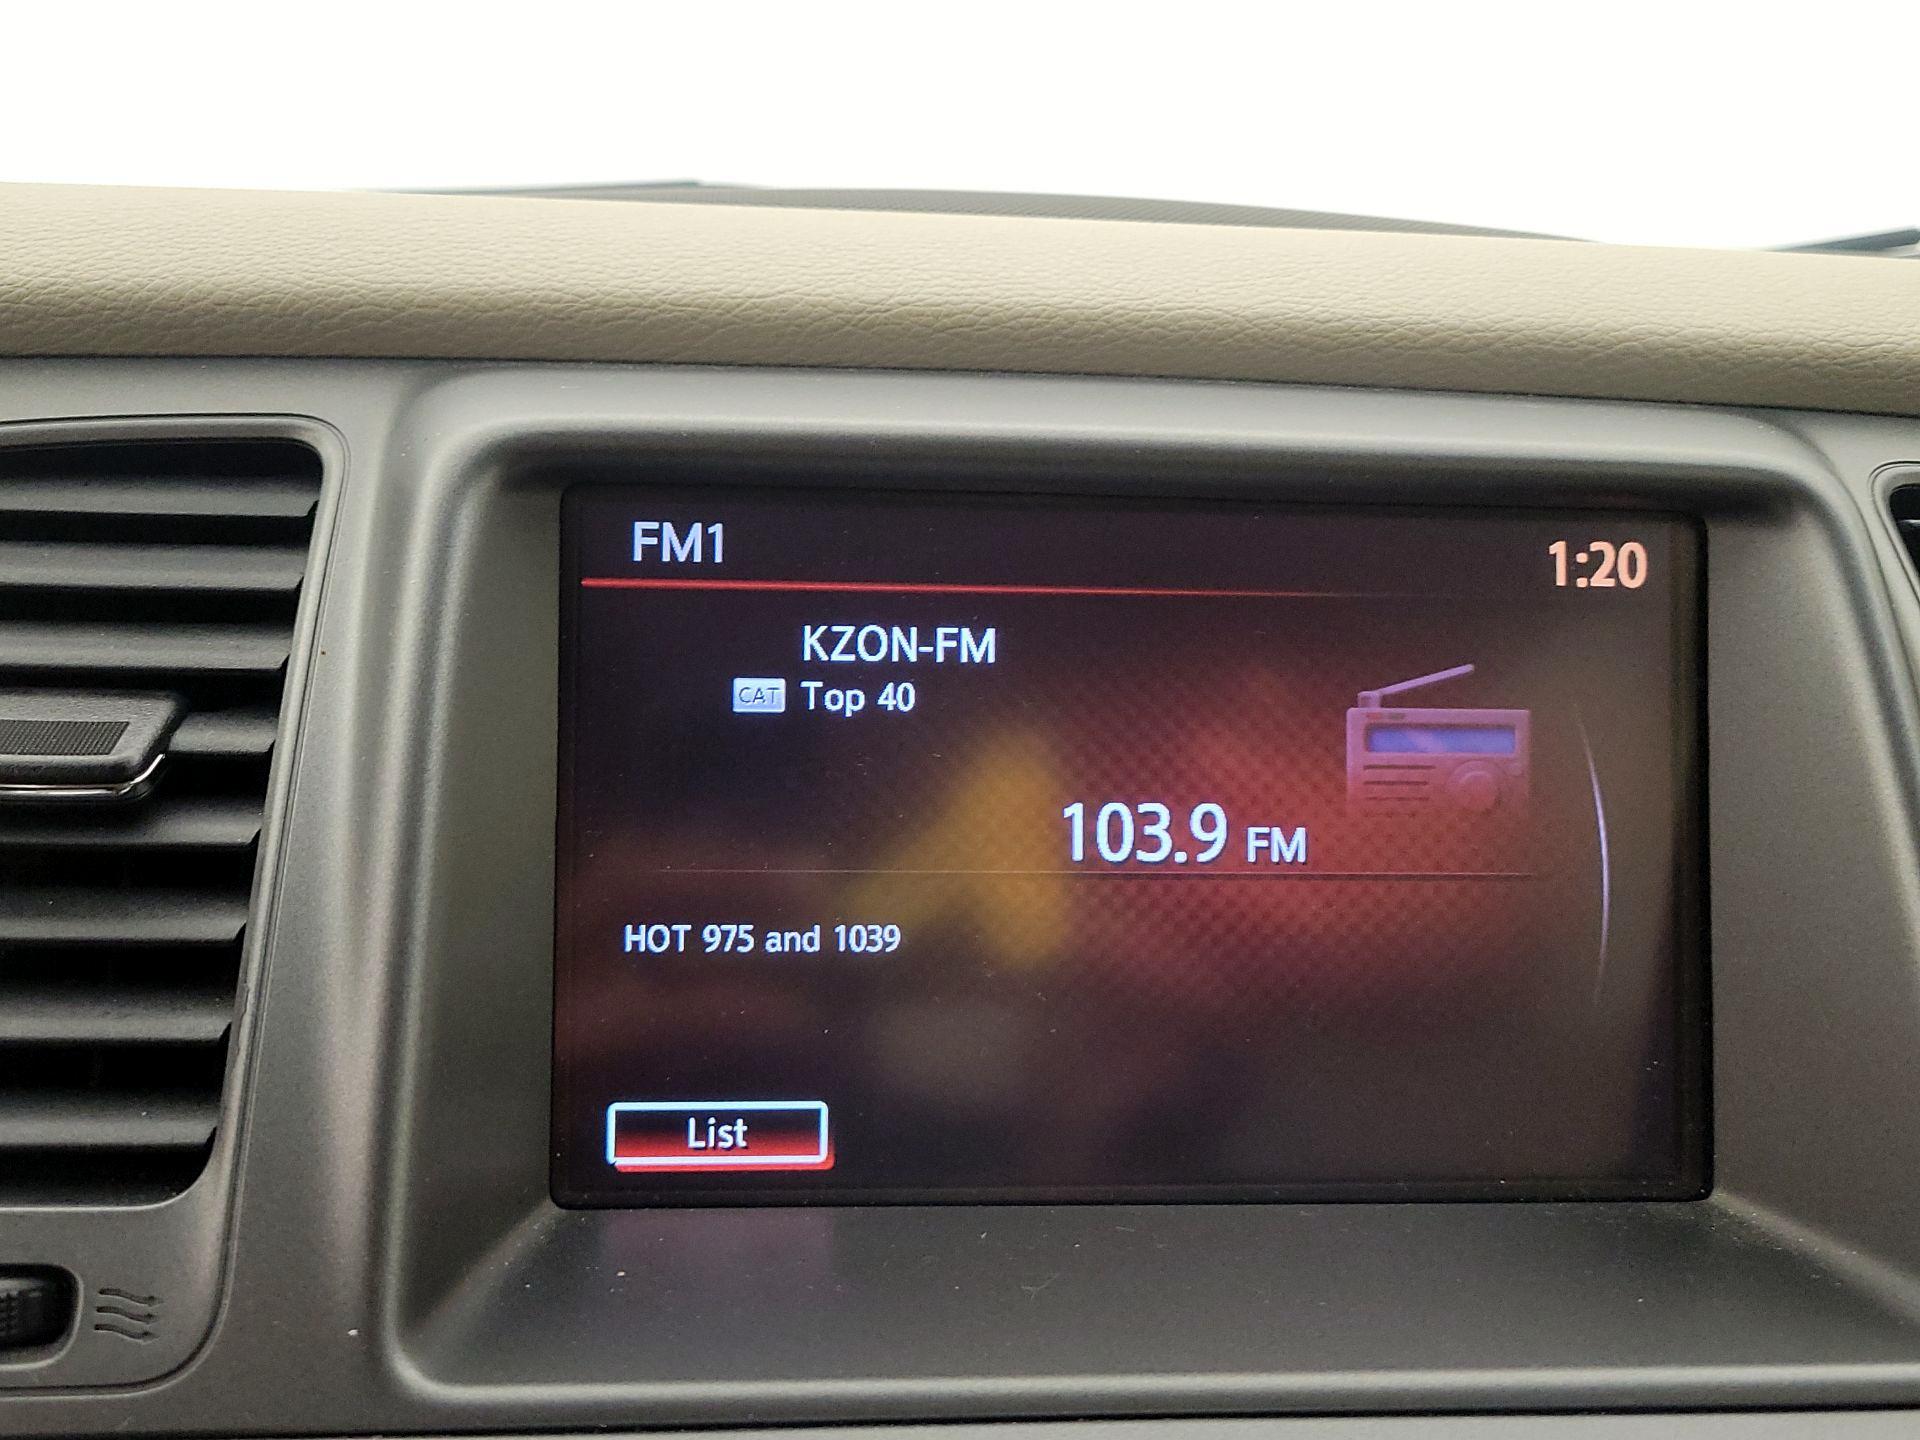 FM1
1:20
KZON-FM
CAT Top 40
103.9 FM
HOT 975 and 1039
List